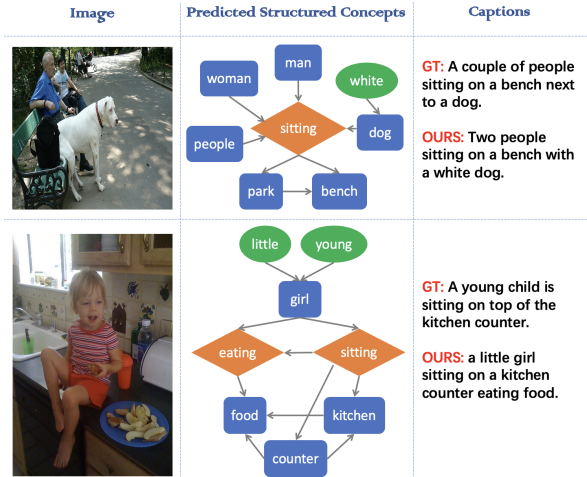 Image
Predicted Structured Concepts
Captions
man
woman
white
sitting
people
dog
park
bench
GT: A couple of people
sitting on a bench next
to a dog.
OURS: Two people
sitting on a bench with
a white dog.
little
young
girl
eating
sitting
food
kitchen
counter
GT: A young child is
sitting on top of the
kitchen counter.
OURS: a little girl
sitting on a kitchen
counter eating food.